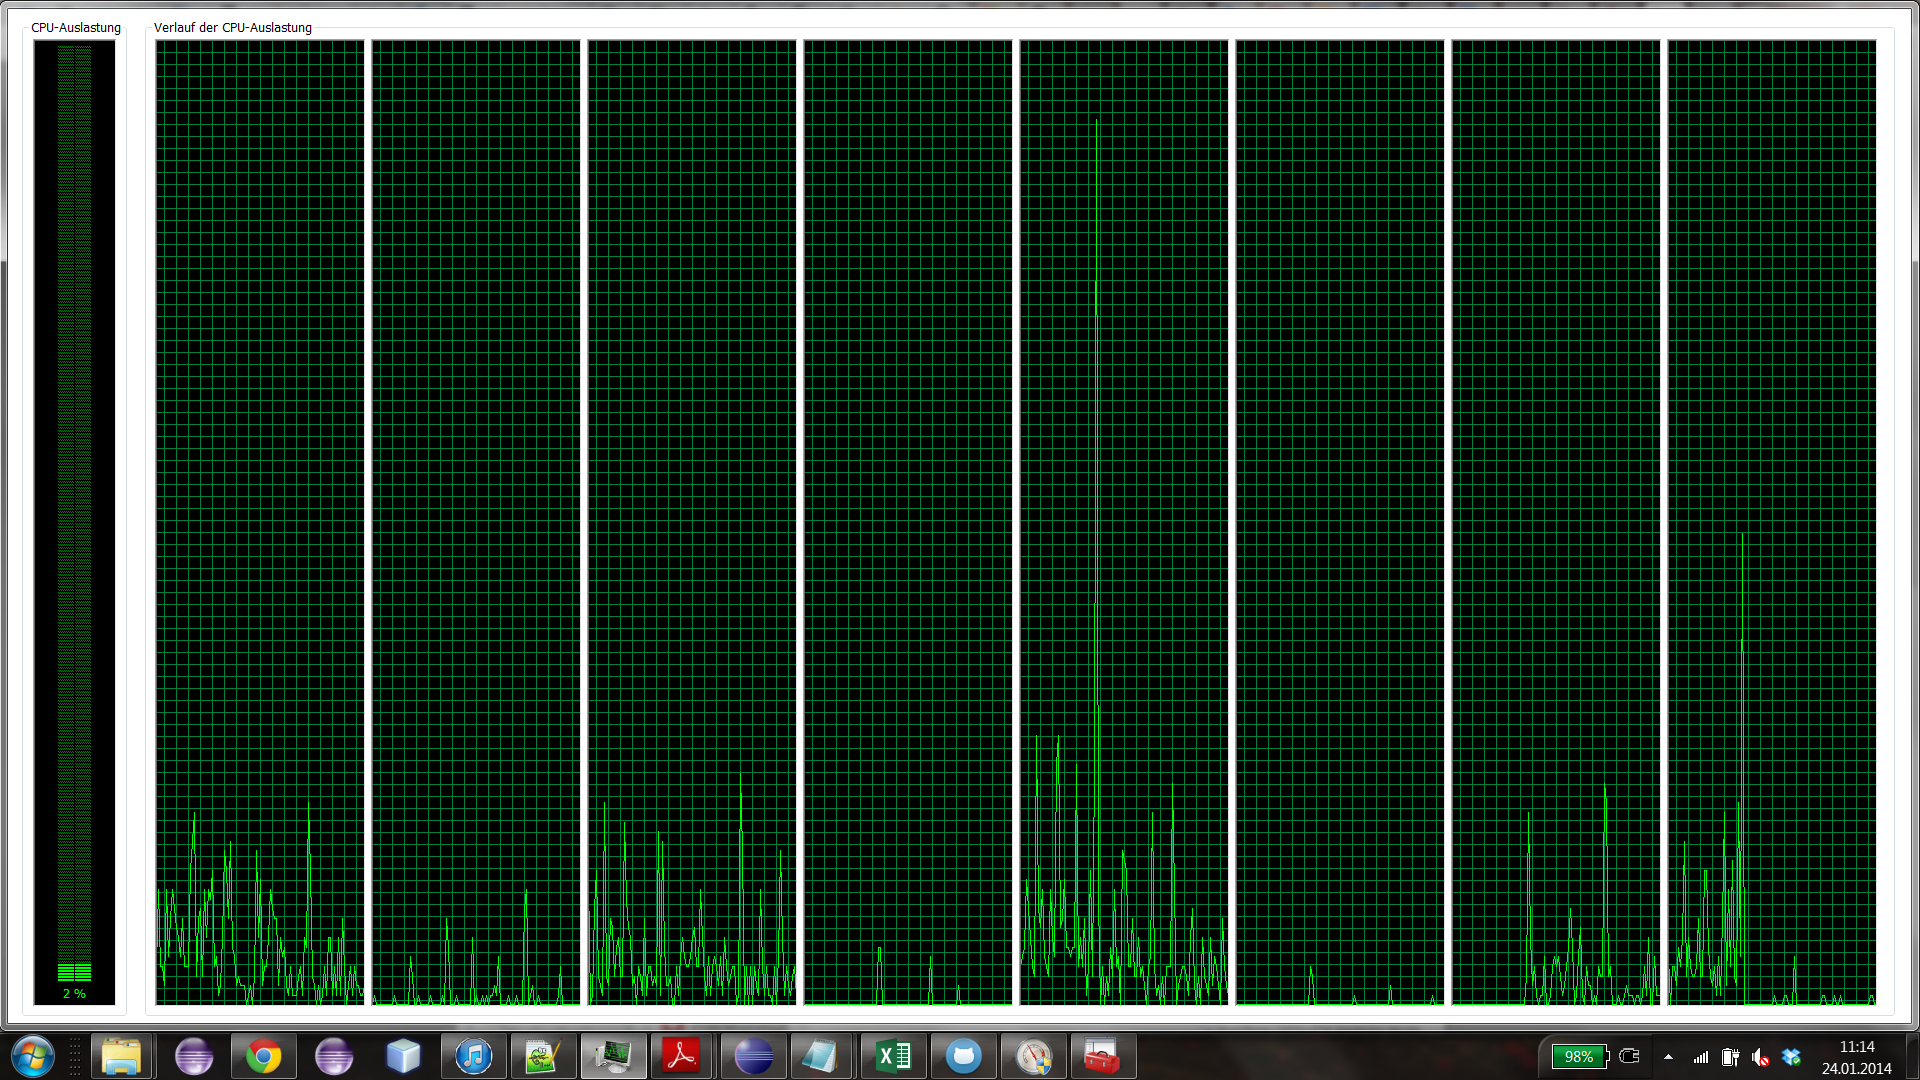 CPU-Auslastung
Verlauf der CPU-Auslastung
2 %
98%
11:14
24.01.2014